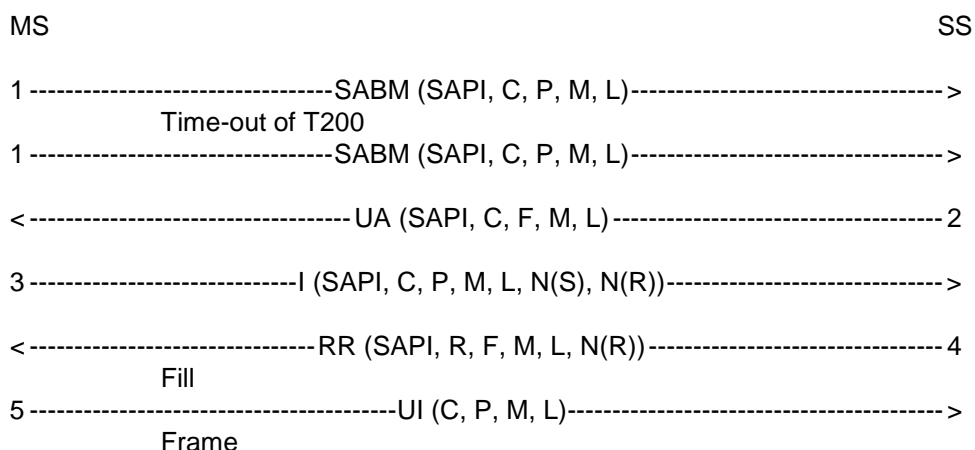 MS SS
1 ----------------------------------SABM (SAPI, C, P, M, L)----------------------------------- >
Time-out of T200
1 ----------------------------------SABM (SAPI, C, P, M, L)----------------------------------- >
< ------------------------------------ UA (SAPI, C, F, M, L) ------------------------------------- 2
3 ------------------------------I (SAPI, C, P, M, L, N(S), N(R))------------------------------- >
< -------------------------------- RR (SAPI, R, F, M, L, N(R)) --------------------------------- 4
Fill
5 -----------------------------------------UI (C, P, M, L)------------------------------------------ >
Frame